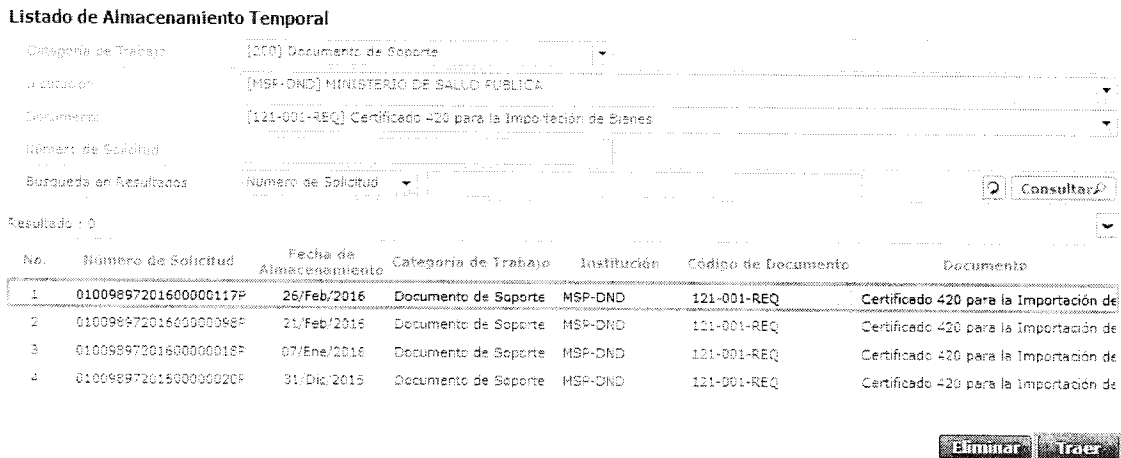 Listado de Almacenamiento Temporal
Categoría de Trabajo [200] Documento de Soporte
Institución [MSP-DND] MINISTERIO DE SALUD PUBLICA
Documento [121-001-REQ] Certificado 420 para la Importación de Bienes
Número de Solicitud
Busqueda en Resultados Número de Solicitud Consultar
Resultado : 0
No. Número de Solicitud Fecha de Almacenamiento Categoría de Trabajo Institución Código de Documento Documento
1 01009897201600000117P 26/Feb/2016 Documento de Soporte MSP-DND 121-001-REQ Certificado 420 para la Importación de
2 01009897201600000098P 21/Feb/2016 Documento de Soporte MSP-DND 121-001-REQ Certificado 420 para la Importación de
3 01009897201600000018P 07/Ene/2016 Documento de Soporte MSP-DND 121-001-REQ Certificado 420 para la Importación de
4 01009897201500000020P 31/Dic/2015 Documento de Soporte MSP-DND 121-001-REQ Certificado 420 para la Importación de
Eliminar Traer